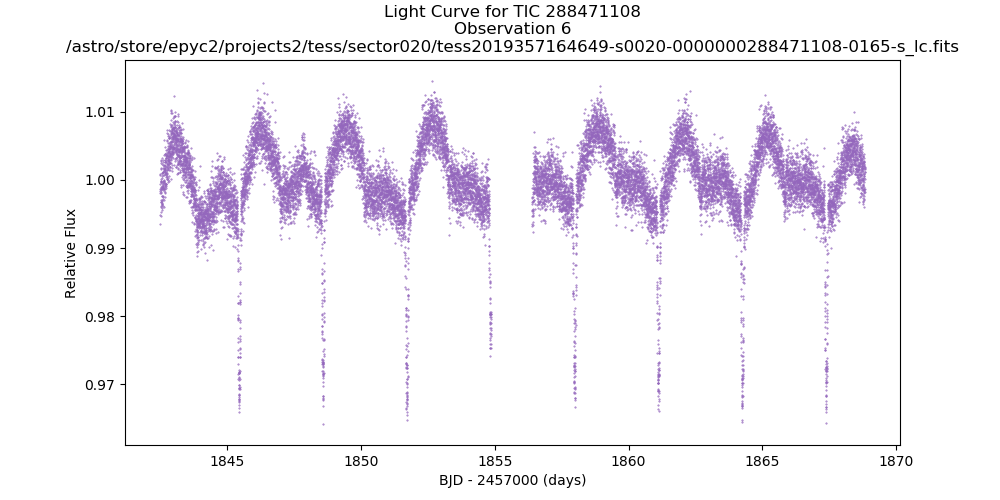 Light Curve for TIC 288471108
Observation 6
/astro/store/epyc2/projects2/tess/sector020/tess2019357164649-s0020-0000000288471108-0165-s_lc.fits
1.01
1.00
0.99
0.98
0.97
Relative Flux
1845
1850
1855
1860
1865
1870
BJD - 2457000 (days)